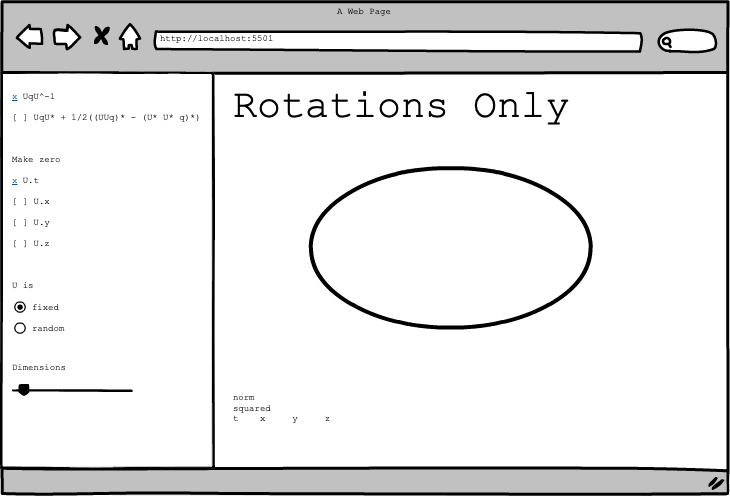 A Web Page
http://localhost:5501
x UqU^-1
[ ] UqU* + 1/2((UUq)* - (U* U* q)*)
Make zero
x U.t
[ ] U.x
[ ] U.y
[ ] U.z
U is
fixed
random
Dimensions
Rotations Only
norm
squared
t x y z